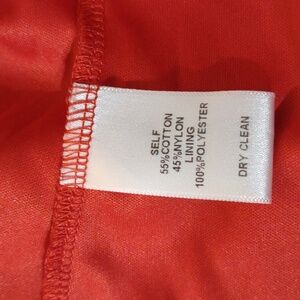 SELF
55%COTTON
45%NYLON
LINING
100%POLYESTER
DRY CLEAN